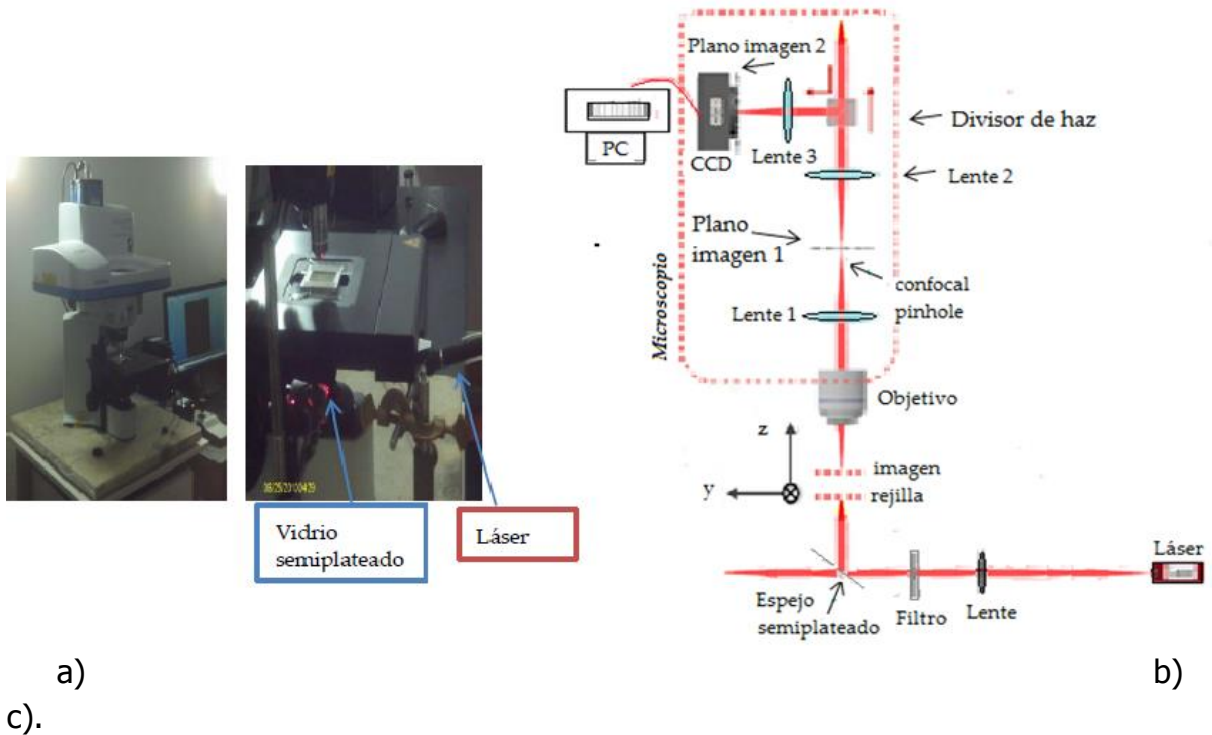 Plano imagen 2
PC
CCD
Lente 3
Divisor de haz
Lente 2
Plano
imagen 1
confocal
pinhole
Microscopio
Lente 1
Objetivo
z
imagen
y
rejilla
Vidrio
semiplateado
Láser
Láser
Espejo
semiplateado
Filtro
Lente
a)
b)
c).